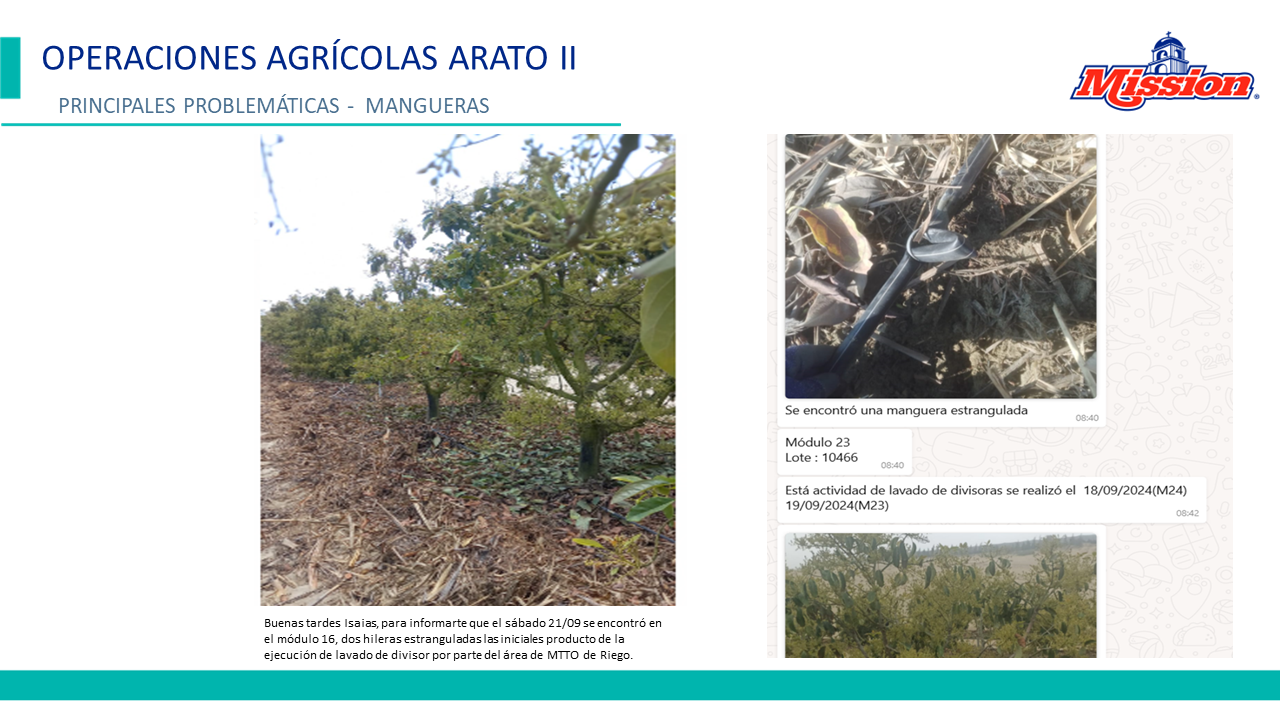 OPERACIONES AGRÍCOLAS ARATO II
PRINCIPALES PROBLEMÁTICAS - MANGUERAS
Mission®
Buenas tardes Isaias, para informarte que el sábado 21/09 se encontró en
el módulo 16, dos hileras estranguladas las iniciales producto de la
ejecución de lavado de divisor por parte del área de MTTO de Riego.
Se encontró una manguera estrangulada
08:40
Módulo 23
Lote : 10466
08:40
Está actividad de lavado de divisoras se realizó el 18/09/2024(M24)
19/09/2024(M23)
08:42